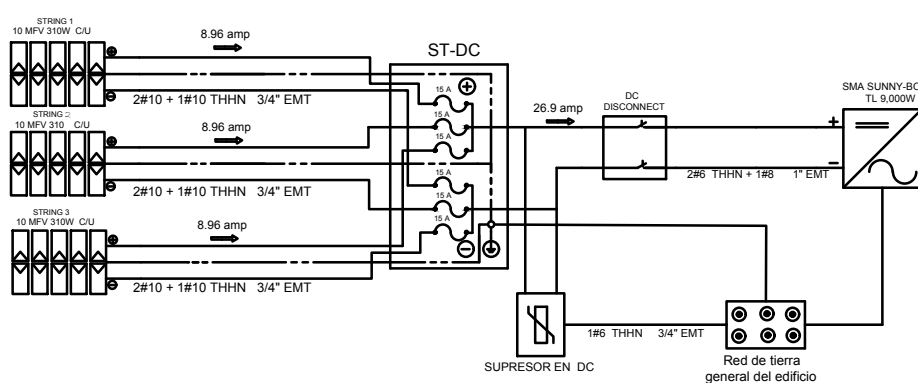 STRING 1
10 MFV 310W C/U
8.96 amp
2#10 + 1#10 THHN 3/4" EMT
STRING 2
10 MFV 310 C/U
8.96 amp
2#10 + 1#10 THHN 3/4" EMT
STRING 3
10 MFV 310W C/U
8.96 amp
2#10 + 1#10 THHN 3/4" EMT
ST-DC
15 A
15 A
15 A
15 A
15 A
15 A
26.9 amp
DC
DISCONNECT
2#6 THHN + 1#8 1" EMT
SMA SUNNY-BO
TL 9,000W
SUPRESOR EN DC
1#6 THHN 3/4" EMT
Red de tierra
general del edificio